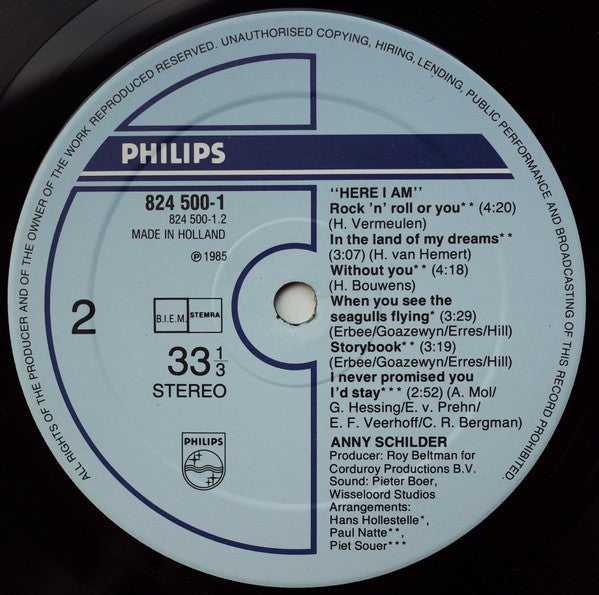 ALL RIGHTS OF THE PRODUCER AND OF THE OWNER OF THE WORK REPRODUCED RESERVED. UNAUTHORISED COPYING, HIRING, LENDING, PUBLIC PERFORMANCE AND BROADCASTING OF THIS RECORD PROHIBITED.
PHILIPS
824 500-1
824 500-1.2
MADE IN HOLLAND
℗ 1985
2
B.I.E.M. STEMRA
33 1/3
STEREO
PHILIPS
"HERE I AM"
Rock 'n' roll or you** (4:20)
(H. Vermeulen)
In the land of my dreams**
(3:07) (H. van Hemert)
Without you** (4:18)
(H. Bouwens)
When you see the
seagulls flying* (3:29)
(Erbee/Goazewyn/Erres/Hill)
Storybook** (3:19)
(Erbee/Goazewyn/Erres/Hill)
I never promised you
I'd stay*** (2:52) (A. Mol/
G. Hessing/E. v. Prehn/
E. F. Veerhoff/C. R. Bergman)
ANNY SCHILDER
Producer: Roy Beltman for
Corduroy Productions B.V.
Sound: Pieter Boer,
Wisseloord Studios
Arrangements:
Hans Hollestelle*,
Paul Natte**,
Piet Souer***